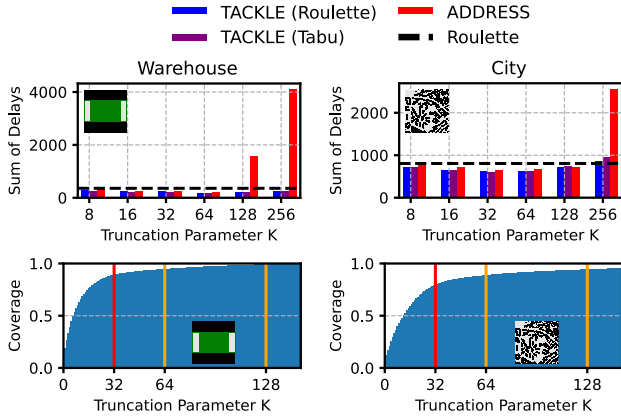 TACKLE (Roulette)
ADDRESS
TACKLE (Tabu)
Roulette
Warehouse
City
Sum of Delays
4000
2000
0
8 16 32 64 128 256
Truncation Parameter K
Sum of Delays
2000
1000
0
8 16 32 64 128 256
Truncation Parameter K
Coverage
1.0
0.5
0.0
0 32 64 128
Truncation Parameter K
Coverage
1.0
0.5
0.0
0 32 64 128
Truncation Parameter K